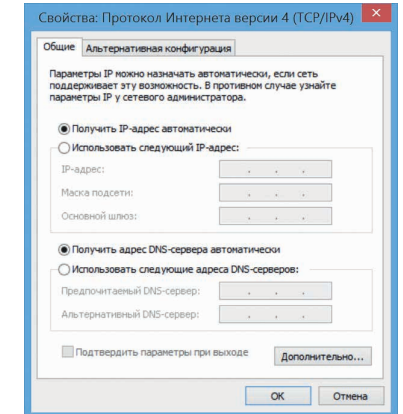 Свойства: Протокол Интернета версии 4 (TCP/IPv4)
Общие Альтернативная конфигурация
Параметры IP можно назначать автоматически, если сеть
поддерживает эту возможность. В противном случае узнайте
параметры IP у сетевого администратора.
Получить IP-адрес автоматически
Использовать следующий IP-адрес:
IP-адрес:
Маска подсети:
Основной шлюз:
Получить адрес DNS-сервера автоматически
Использовать следующие адреса DNS-серверов:
Предпочитаемый DNS-сервер:
Альтернативный DNS-сервер:
Подтвердить параметры при выходе
Дополнительно...
ОК Отмена